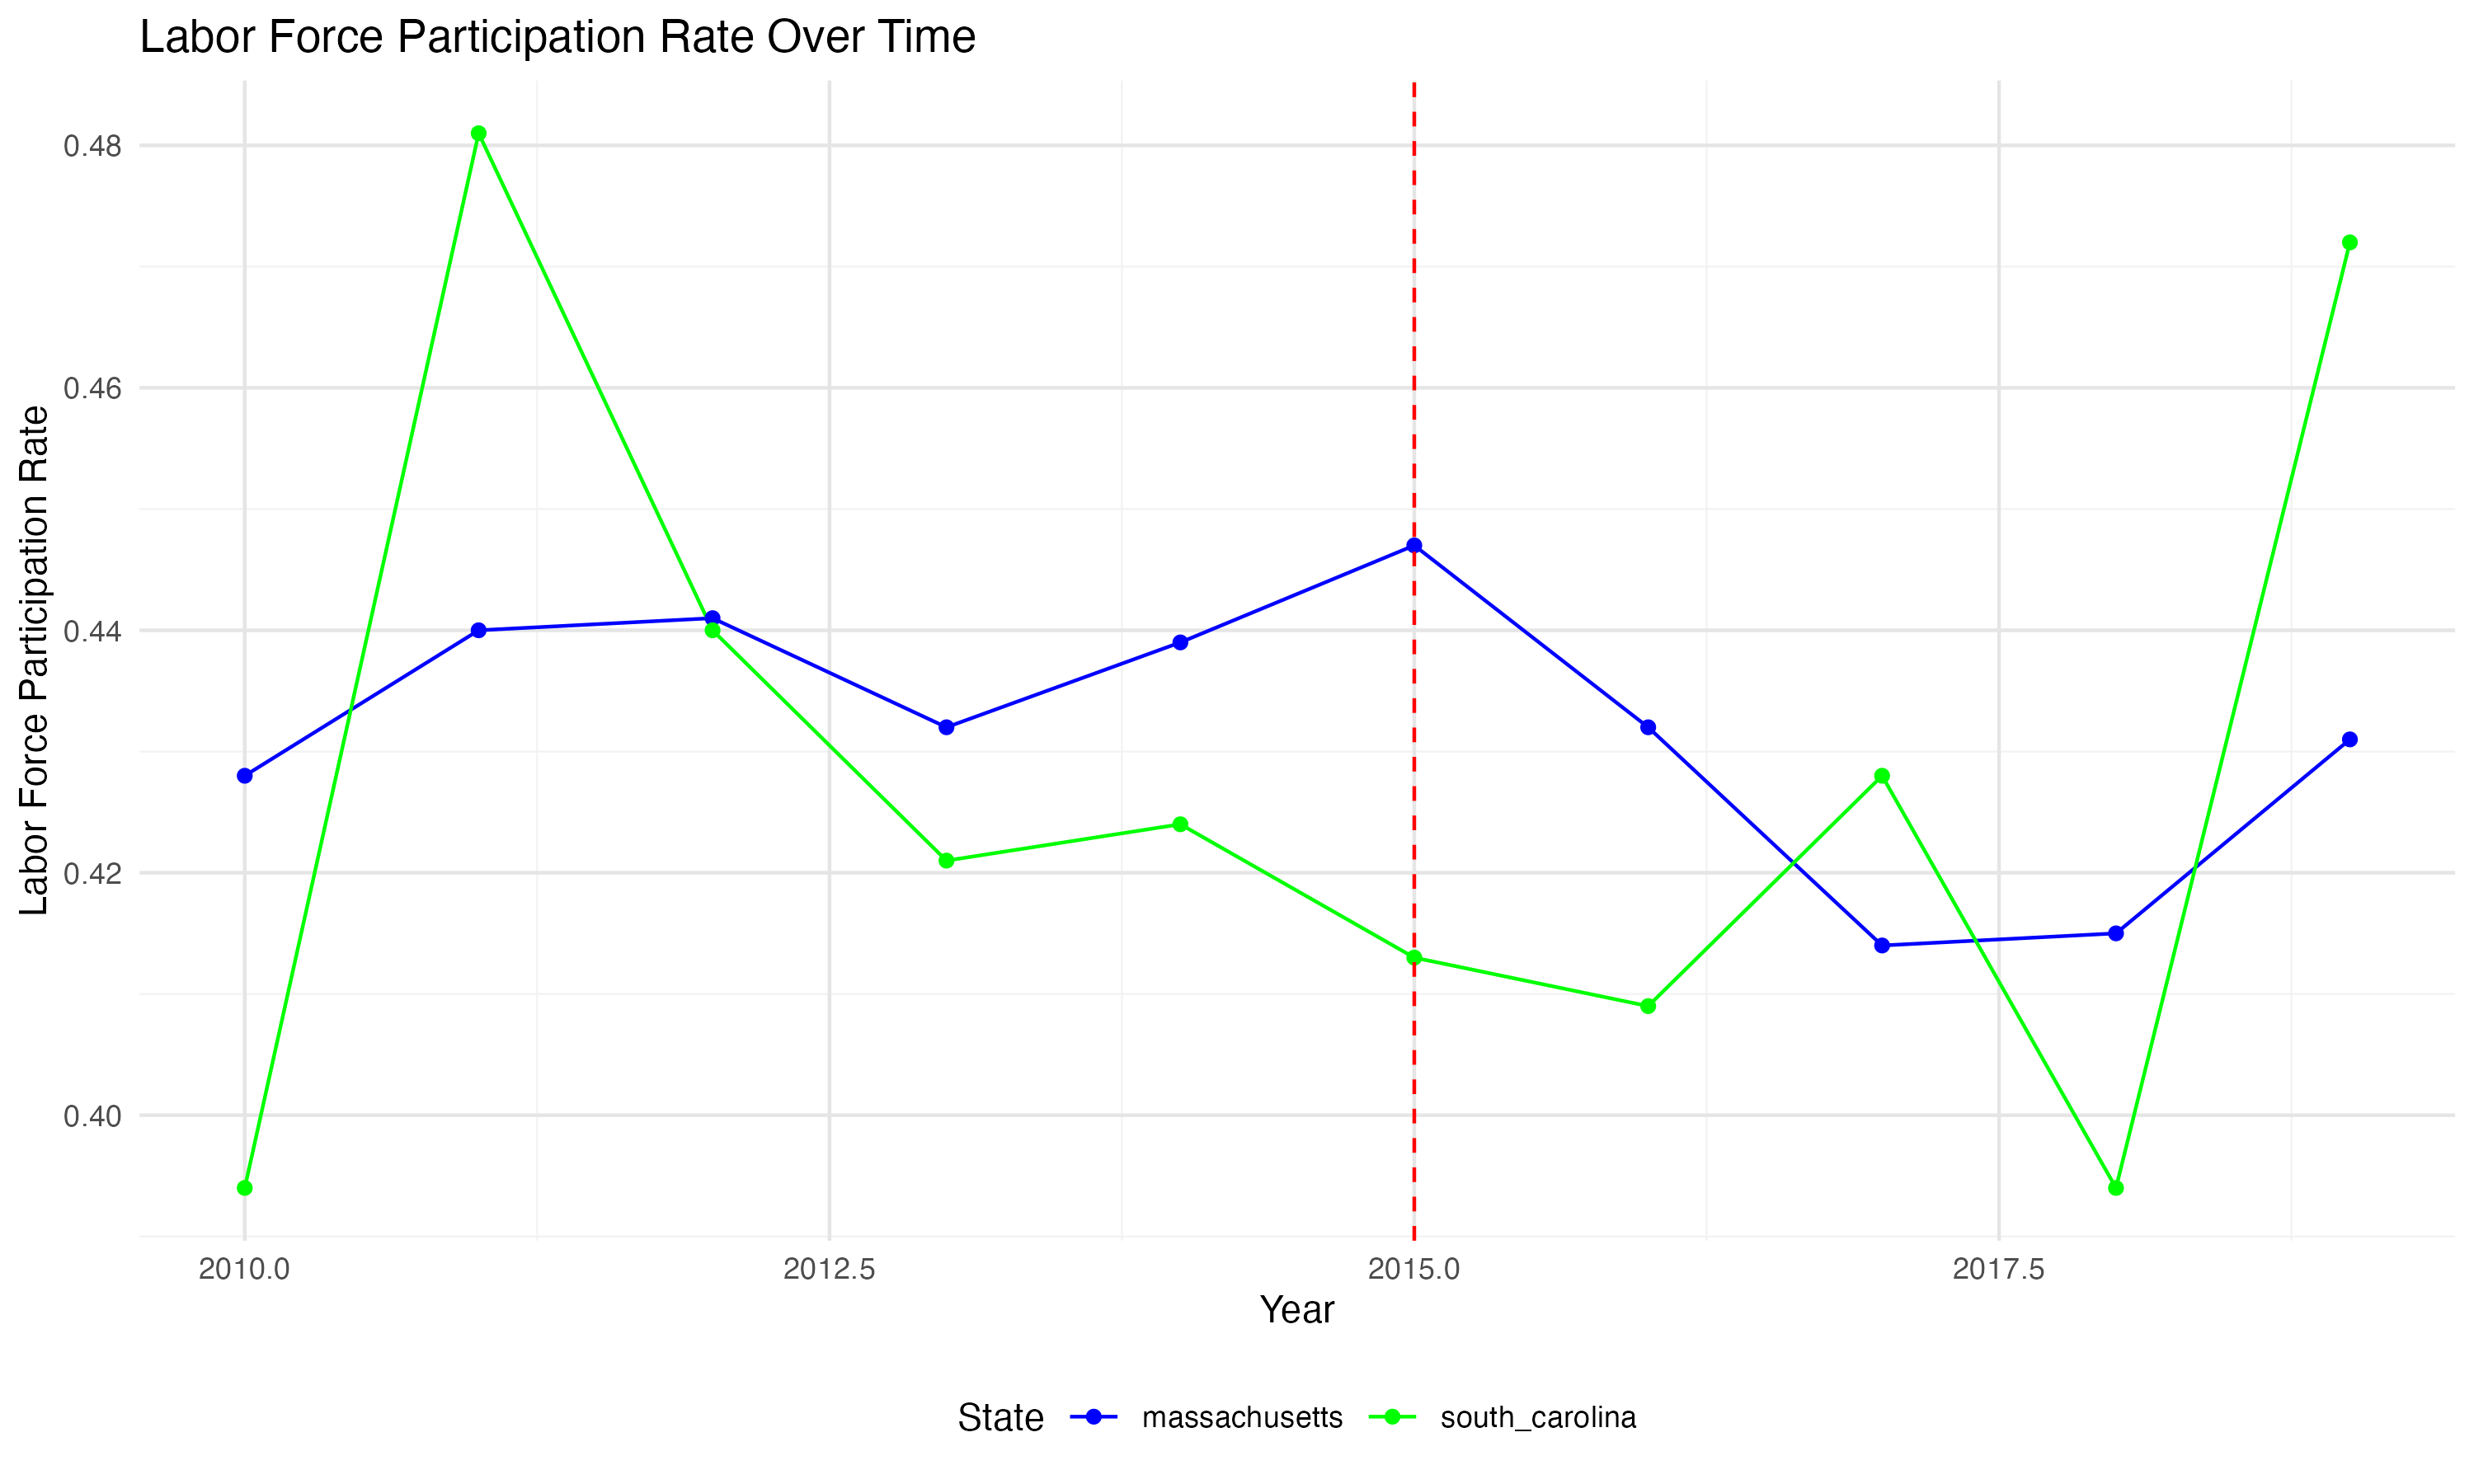 Labor Force Participation Rate Over Time
Labor Force Participation Rate
0.48
0.46
0.44
0.42
0.40
2010.0 2012.5 2015.0 2017.5
Year
State massachusetts south_carolina